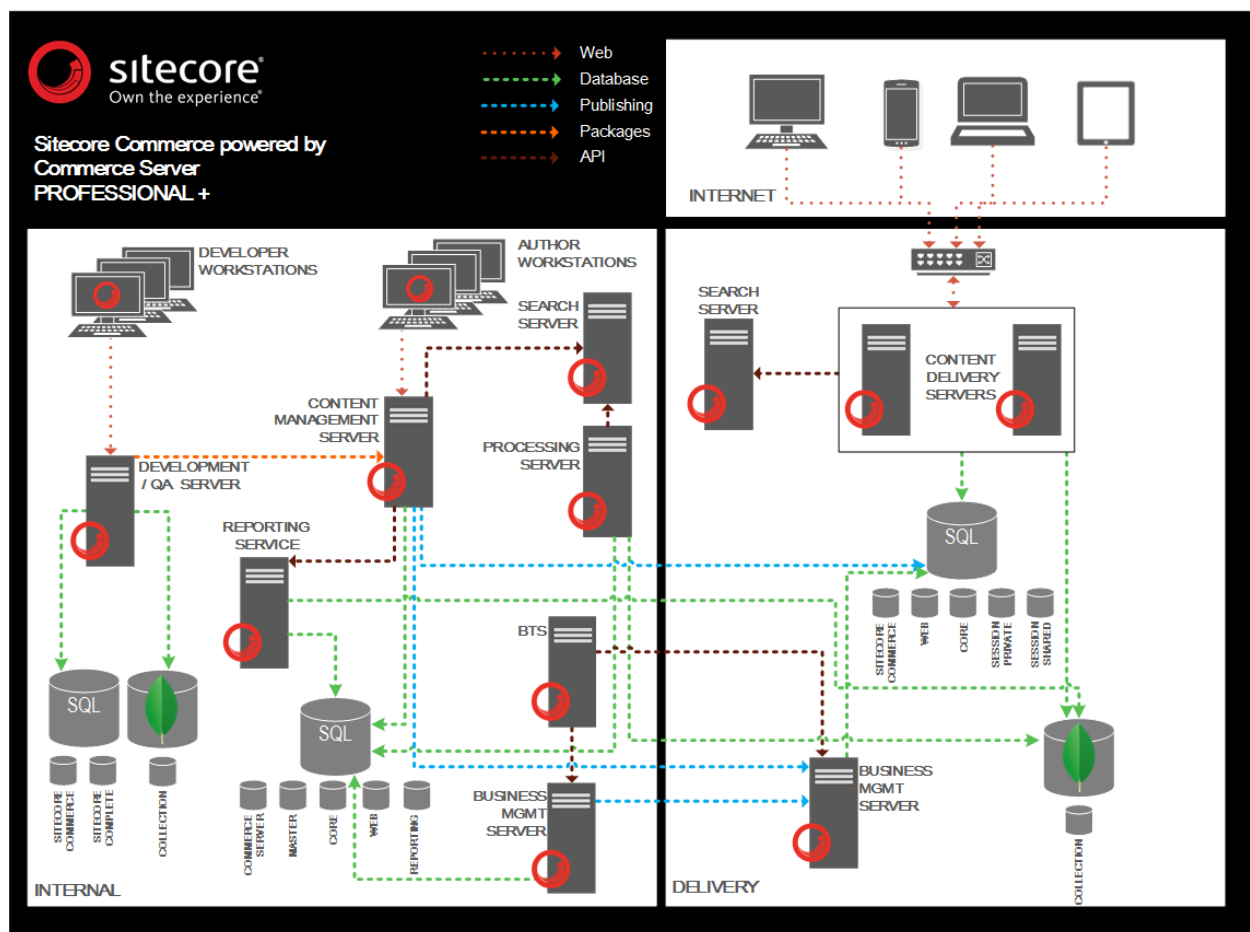 sitecore®
Own the experience®
Sitecore Commerce powered by
Commerce Server
PROFESSIONAL +
Web
Database
Publishing
Packages
API
INTERNET
DEVELOPER
WORKSTATIONS
AUTHOR
WORKSTATIONS
SEARCH
SERVER
CONTENT
MANAGEMENT
SERVER
PROCESSING
SERVER
DEVELOPMENT
/ QA SERVER
REPORTING
SERVICE
BTS
SQL
SQL
BUSINESS
MGMT
SERVER
SITECORE
COMMERCE
SITECORE
COMPLETE
COLLECTION
COMMERCE
SERVER
MASTER
CORE
WEB
REPORTING
INTERNAL
SEARCH
SERVER
CONTENT
DELIVERY
SERVERS
SQL
SITECORE
COMMERCE
WEB
CORE
SESSION
PRIVATE
SESSION
SHARED
BUSINESS
MGMT
SERVER
COLLECTION
DELIVERY